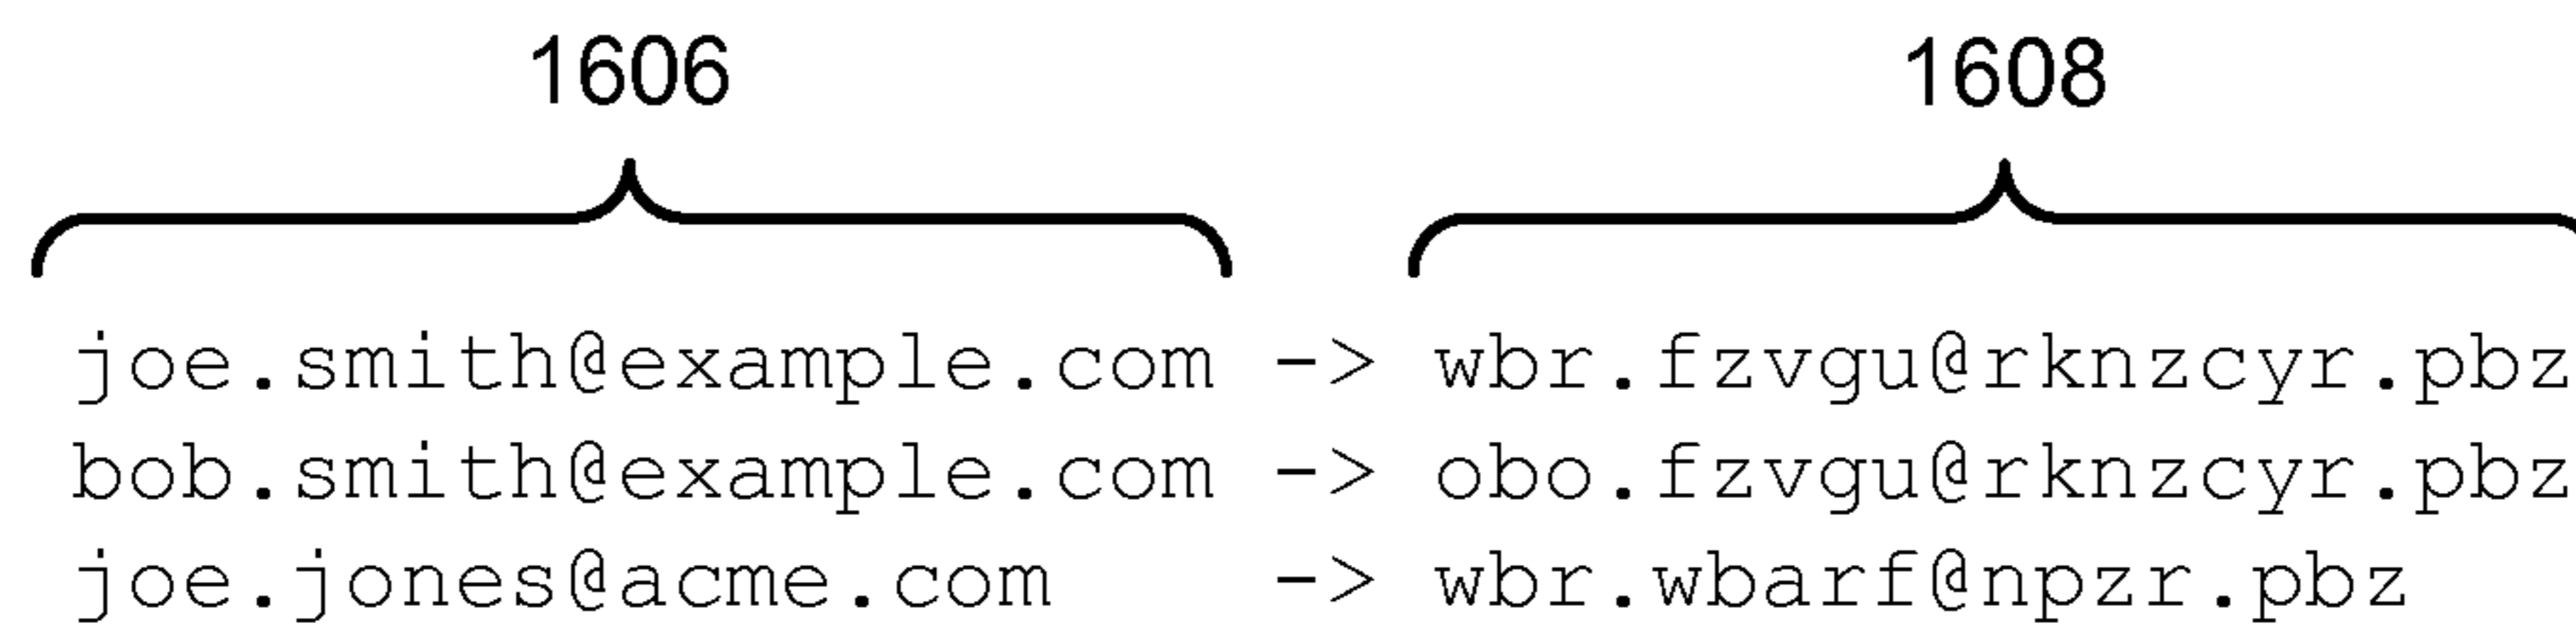 1606 1608
joe.smith@example.com -> wbr.fzvgu@rknzcyr.pbz
bob.smith@example.com -> obo.fzvgu@rknzcyr.pbz
joe.jones@acme.com -> wbr.wbarf@npzr.pbz